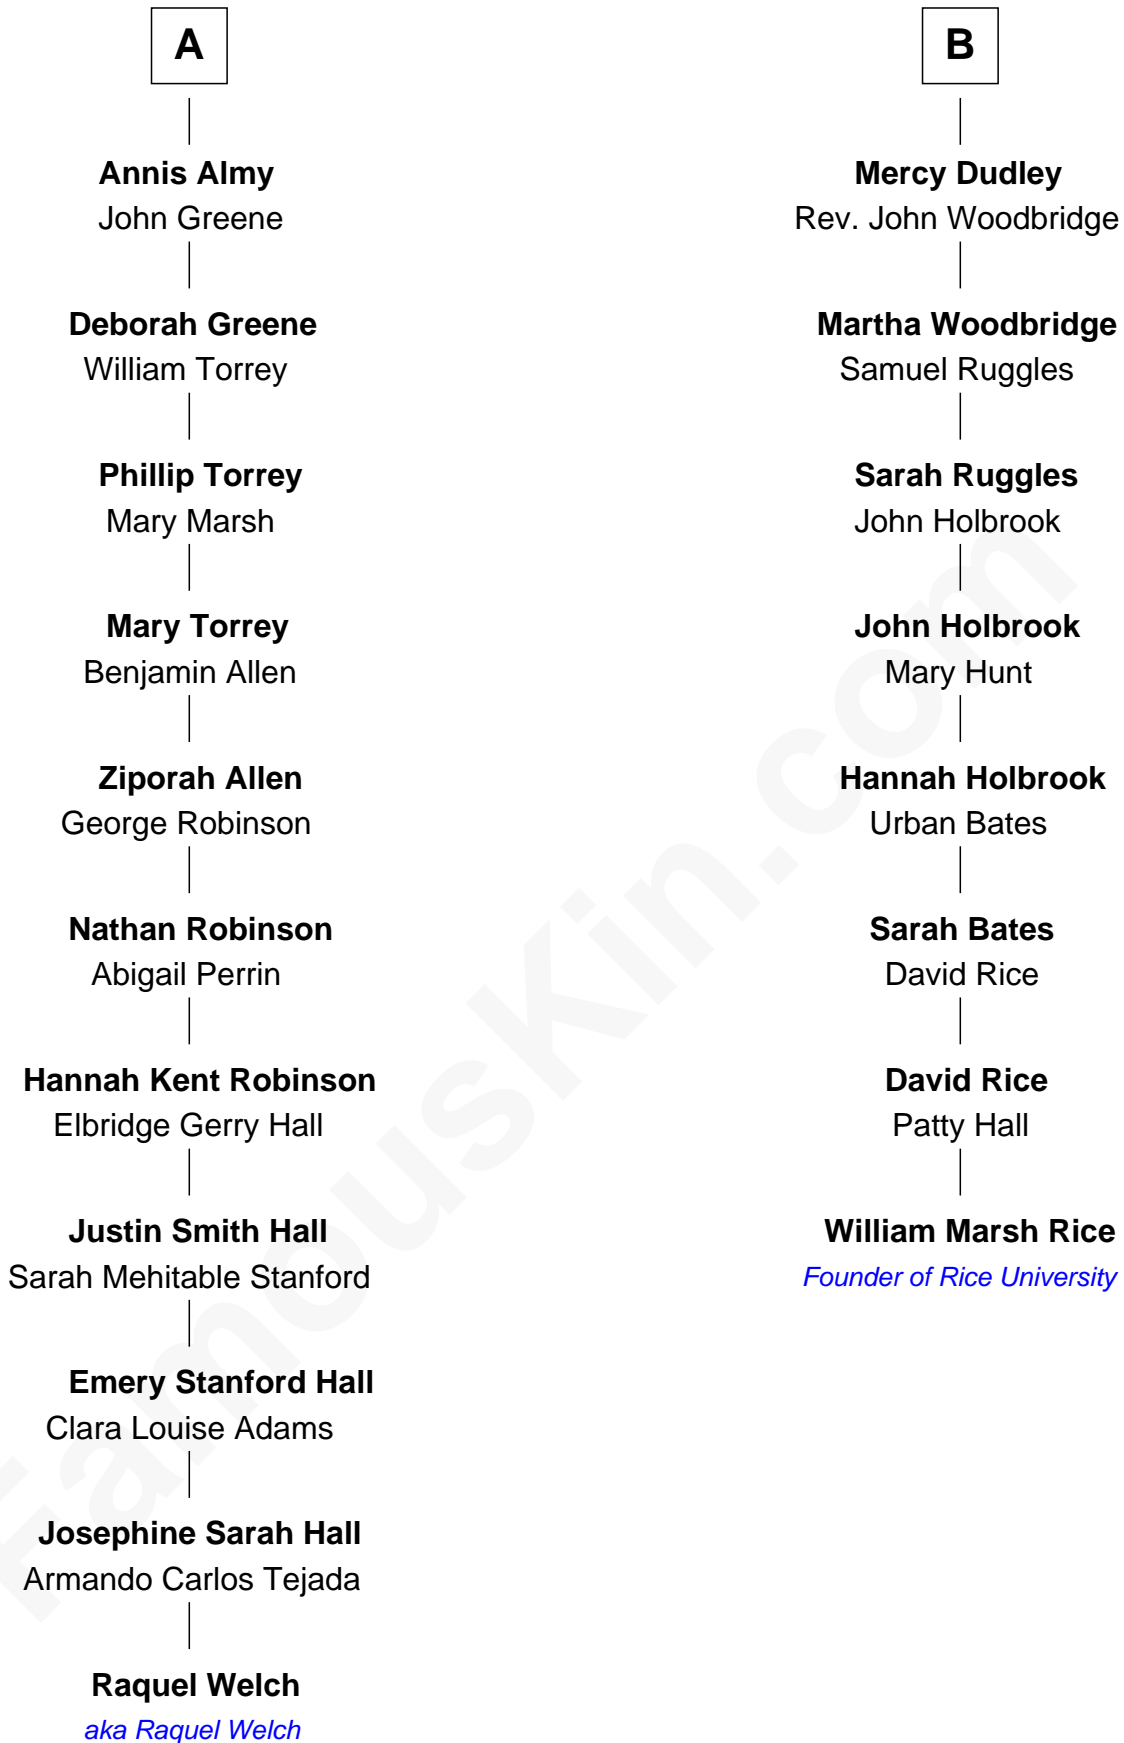 A
Annis Almy
John Greene
Deborah Greene
William Torrey
Phillip Torrey
Mary Marsh
Mary Torrey
Benjamin Allen
Ziporah Allen
George Robinson
Nathan Robinson
Abigail Perrin
Hannah Kent Robinson
Elbridge Gerry Hall
Justin Smith Hall
Sarah Mehitable Stanford
Emery Stanford Hall
Clara Louise Adams
Josephine Sarah Hall
Armando Carlos Tejada
Raquel Welch
aka Raquel Welch
B
Mercy Dudley
Rev. John Woodbridge
Martha Woodbridge
Samuel Ruggles
Sarah Ruggles
John Holbrook
John Holbrook
Mary Hunt
Hannah Holbrook
Urban Bates
Sarah Bates
David Rice
David Rice
Patty Hall
William Marsh Rice
Founder of Rice University
FamousKin.com